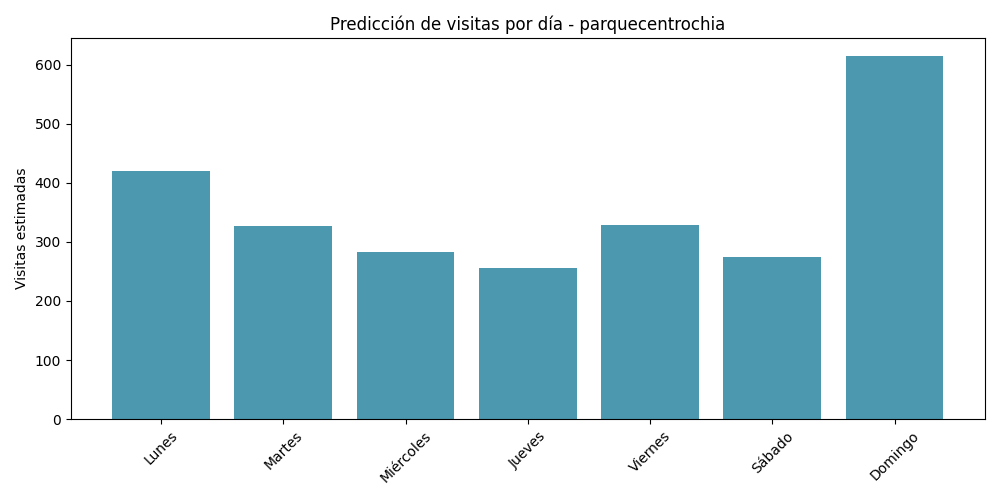 Predicción de visitas por día - parquecentrochia
Visitas estimadas
600
500
400
300
200
100
0
Lunes
Martes
Miércoles
Jueves
Viernes
Sábado
Domingo